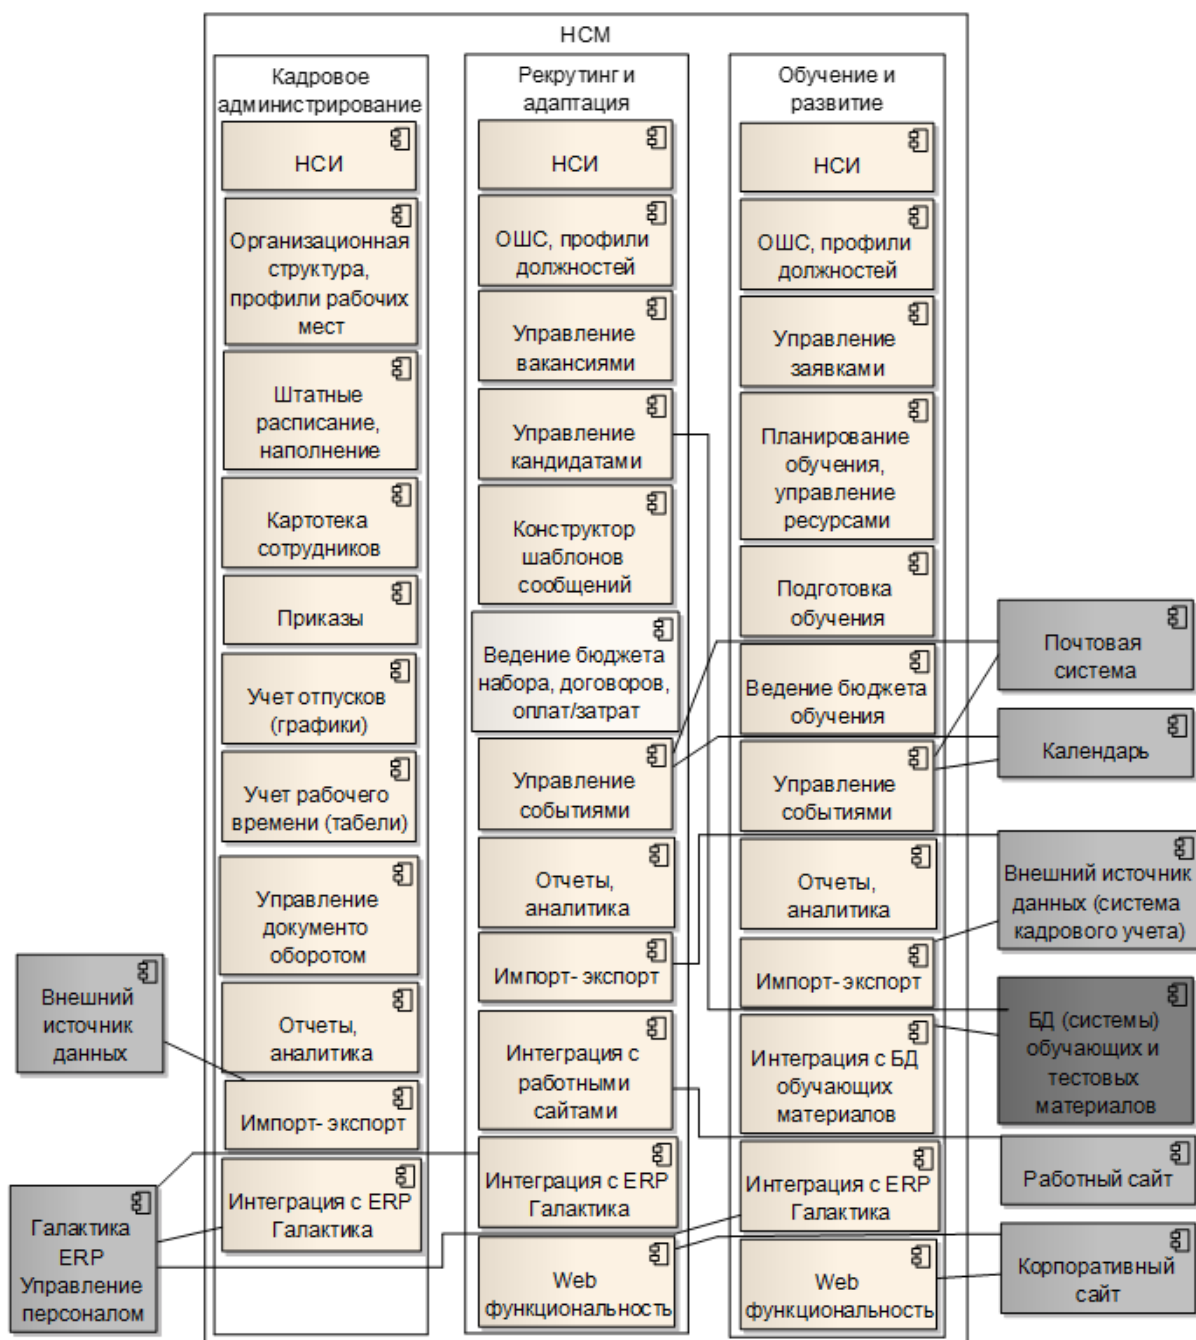 HCM
Кадровое
администрирование
НСИ
Организационная
структура,
профили рабочих
мест
Штатные
расписание,
наполнение
Картотека
сотрудников
Приказы
Учет отпусков
(графики)
Учет рабочего
времени (табели)
Управление
документо
оборотом
Отчеты,
аналитика
Импорт- экспорт
Интеграция с ERP
Галактика
Рекрутинг и
адаптация
НСИ
ОШС, профили
должностей
Управление
вакансиями
Управление
кандидатами
Конструктор
шаблонов
сообщений
Ведение бюджета
набора, договоров,
оплат/затрат
Управление
событиями
Отчеты,
аналитика
Импорт- экспорт
Интеграция с
работными
сайтами
Интеграция с ERP
Галактика
Web
функциональность
Обучение и
развитие
НСИ
ОШС, профили
должностей
Управление
заявками
Планирование
обучения,
управление
ресурсами
Подготовка
обучения
Ведение бюджета
обучения
Управление
событиями
Отчеты,
аналитика
Импорт- экспорт
Интеграция с БД
обучающих
материалов
Интеграция с ERP
Галактика
Web
функциональность
Внешний
источник
данных
Галактика
ERP
Управление
персоналом
Почтовая
система
Календарь
Внешний источник
данных (система
кадрового учета)
БД (системы)
обучающих и
тестовых
материалов
Работный сайт
Корпоративный
сайт